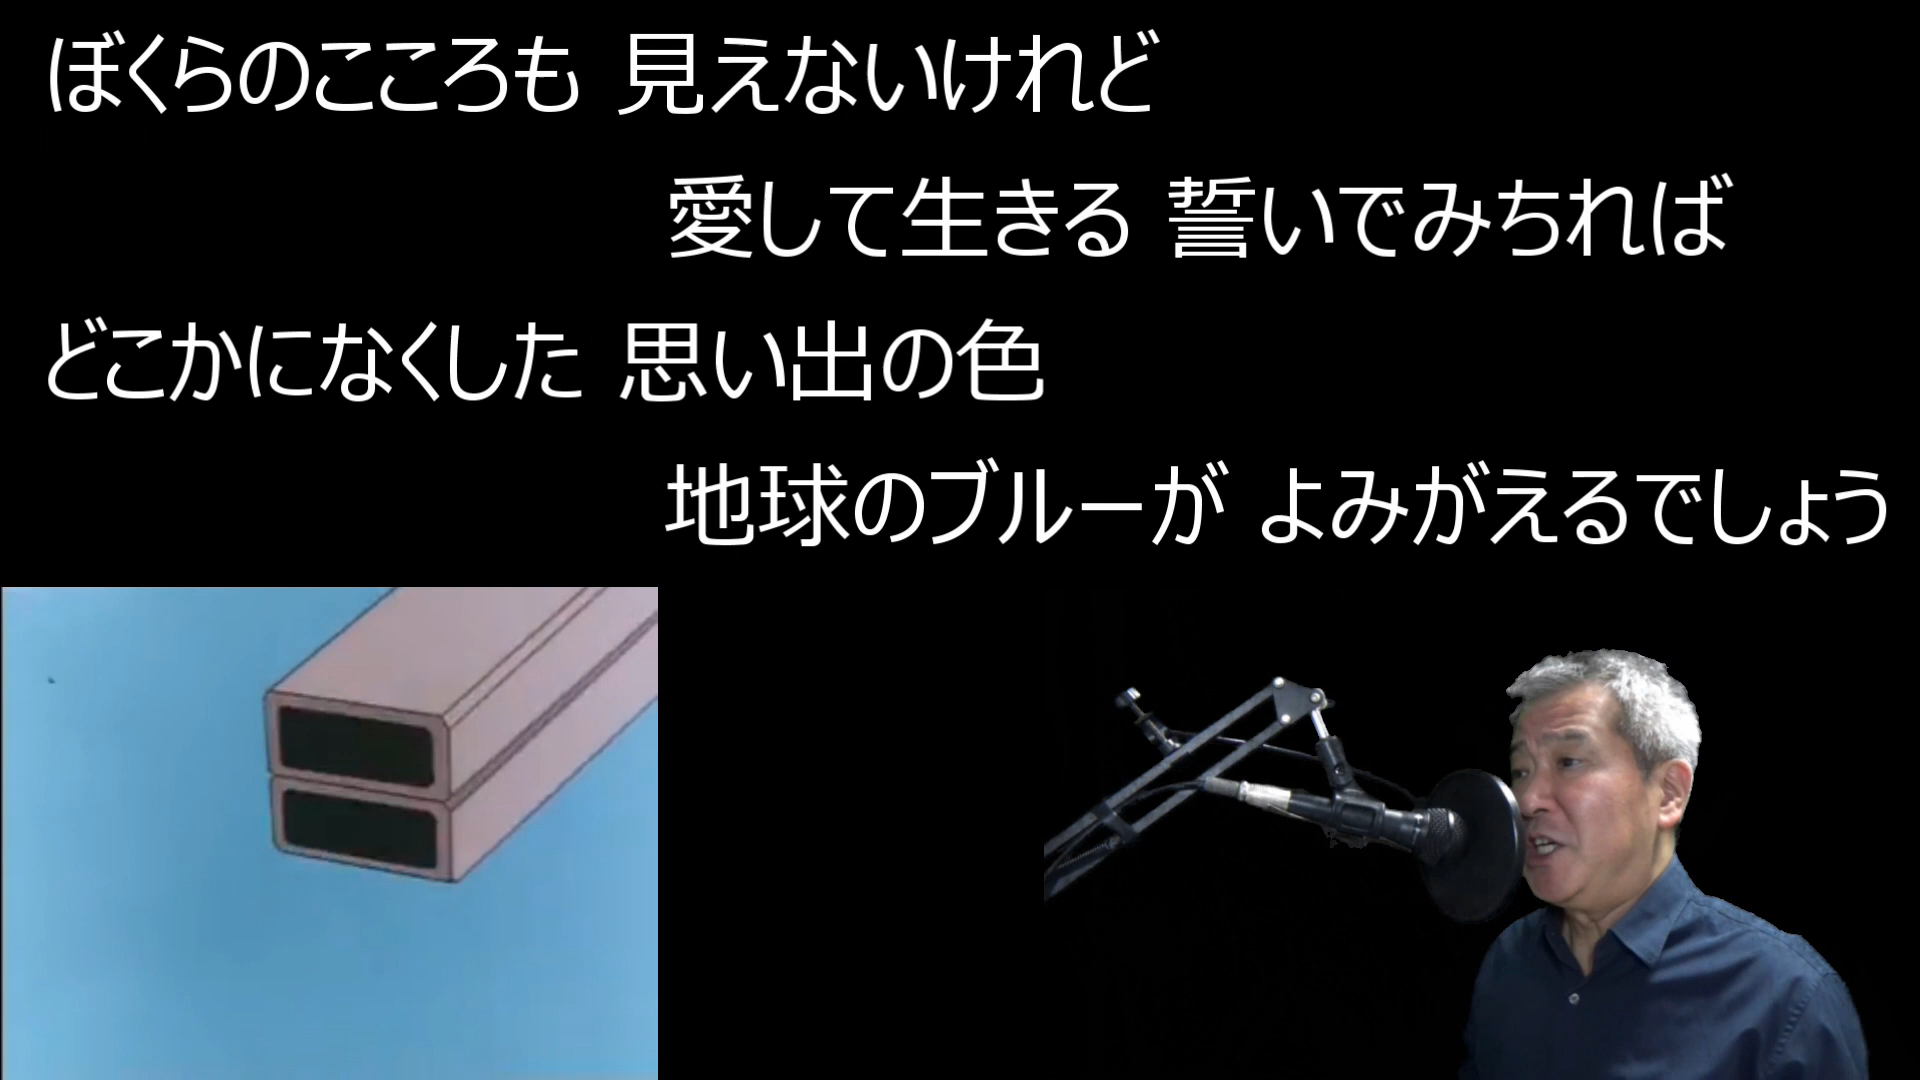 ぼくらのこころも 見えないけれど
愛して生きる 誓いでみちれば
どこかになくした 思い出の色
地球のブルーが よみがえるでしょう